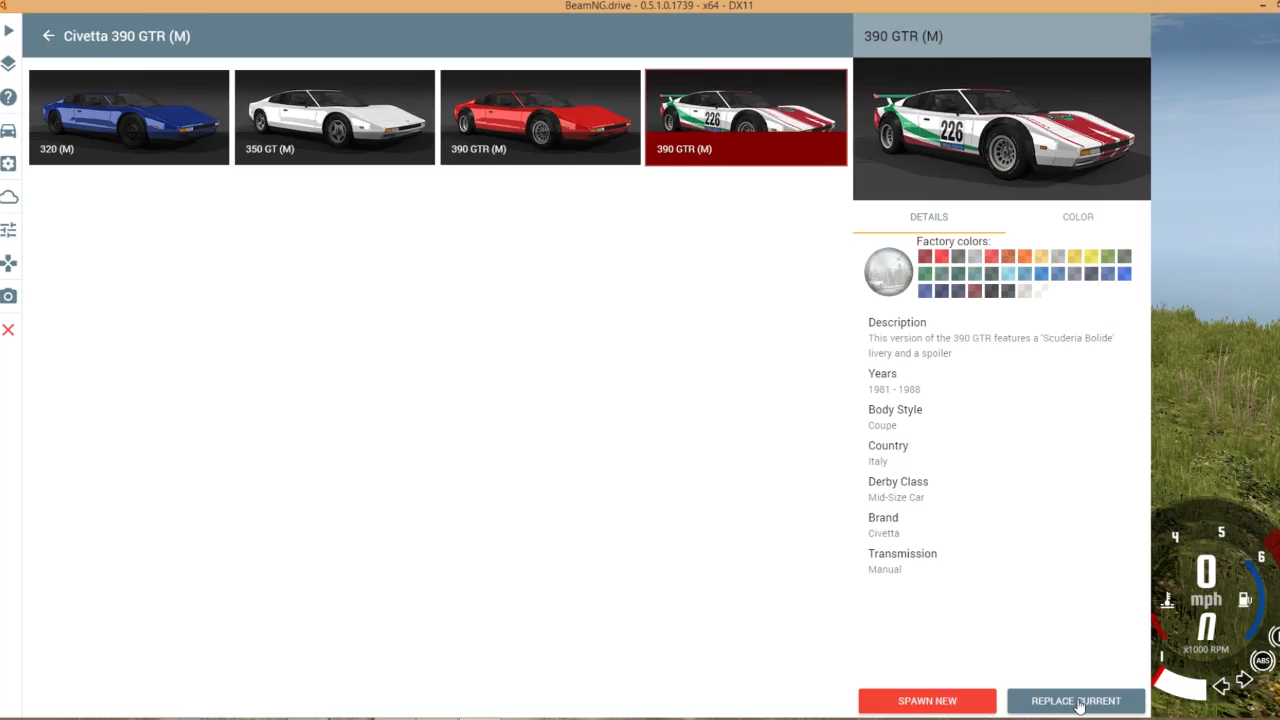 BeamNG.drive - 0.5.1.0.1739 - x64 - DX11
Civetta 390 GTR (M)
320 (M)
350 GT (M)
390 GTR (M)
390 GTR (M)
226
390 GTR (M)
226
DETAILS
COLOR
Factory colors:
Description
This version of the 390 GTR features a 'Scuderia Bolide'
livery and a spoiler
Years
1981 - 1988
Body Style
Coupe
Country
Italy
Derby Class
Mid-Size Car
Brand
Civetta
Transmission
Manual
SPAWN NEW
REPLACE CURRENT
4
5
6
0
mph
n
x1000 RPM
1
ABS